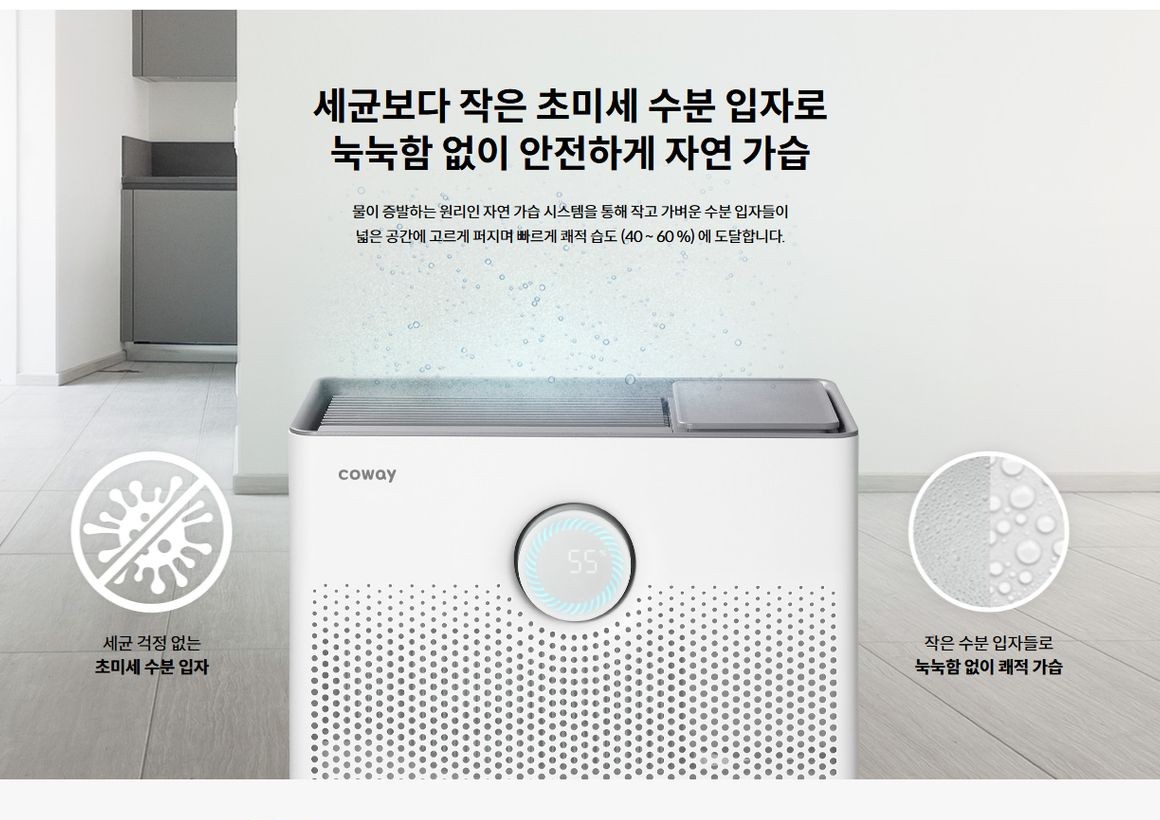 세균보다 작은 초미세 수분 입자로
눅눅함 없이 안전하게 자연 가습
물이 증발하는 원리인 자연 가습 시스템을 통해 작고 가벼운 수분 입자들이
넓은 공간에 고르게 퍼지며 빠르게 쾌적 습도 (40 ~ 60 %) 에 도달합니다.
coway
55%
세균 걱정 없는
초미세 수분 입자
작은 수분 입자들로
눅눅함 없이 쾌적 가습